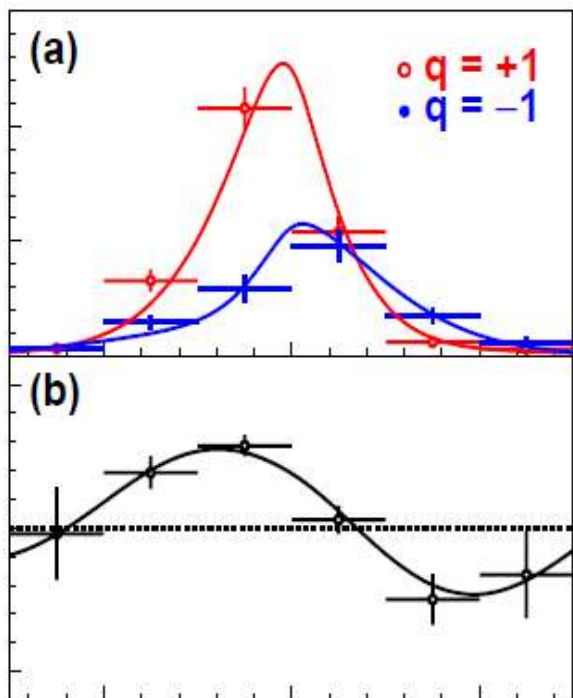 (a)
q = +1
q = −1
(b)